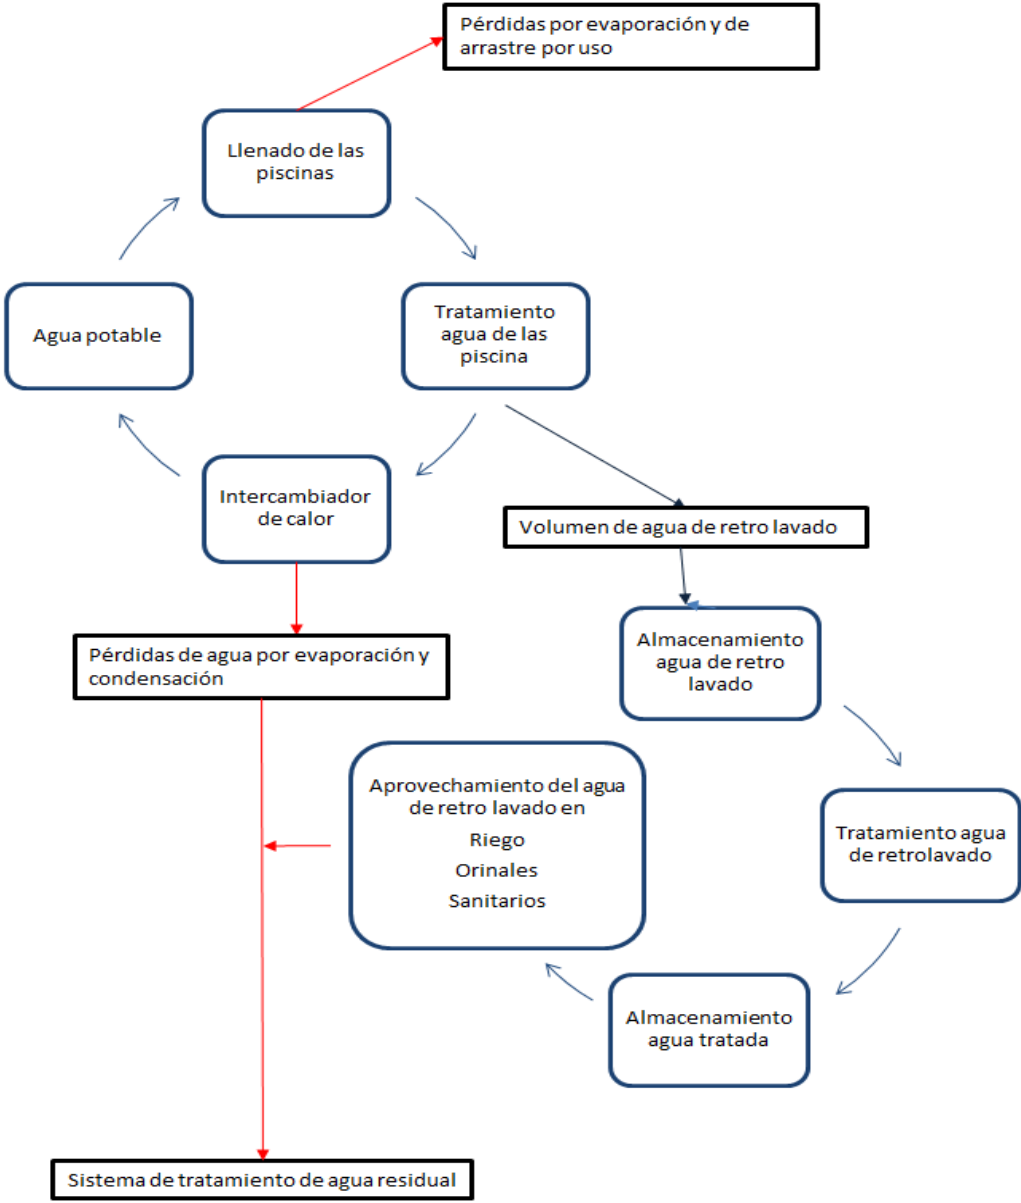 Pérdidas por evaporación y de
arrastre por uso
Llenado de las
piscinas
Agua potable
Tratamiento
agua de las
piscina
Intercambiador
de calor
Volumen de agua de retro lavado
Pérdidas de agua por evaporación y
condensación
Almacenamiento
agua de retro
lavado
Aprovechamiento del agua
de retro lavado en
Riego
Orinales
Sanitarios
Tratamiento agua
de retrolavado
Almacenamiento
agua tratada
Sistema de tratamiento de agua residual